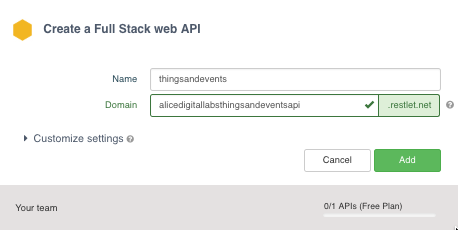 Create a Full Stack web API
Name thingsandevents
Domain alicedigitallabsthingsandeventsapi .restlet.net
Customize settings
Cancel Add
Your team 0/1 APIs (Free Plan)